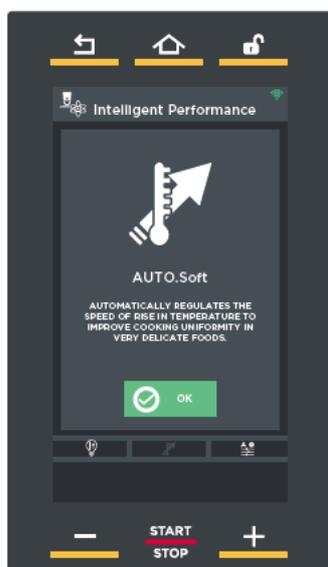 Intelligent Performance
AUTO.Soft
AUTOMATICALLY REGULATES THE
SPEED OF RISE IN TEMPERATURE TO
IMPROVE COOKING UNIFORMITY IN
VERY DELICATE FOODS.
OK
START
STOP